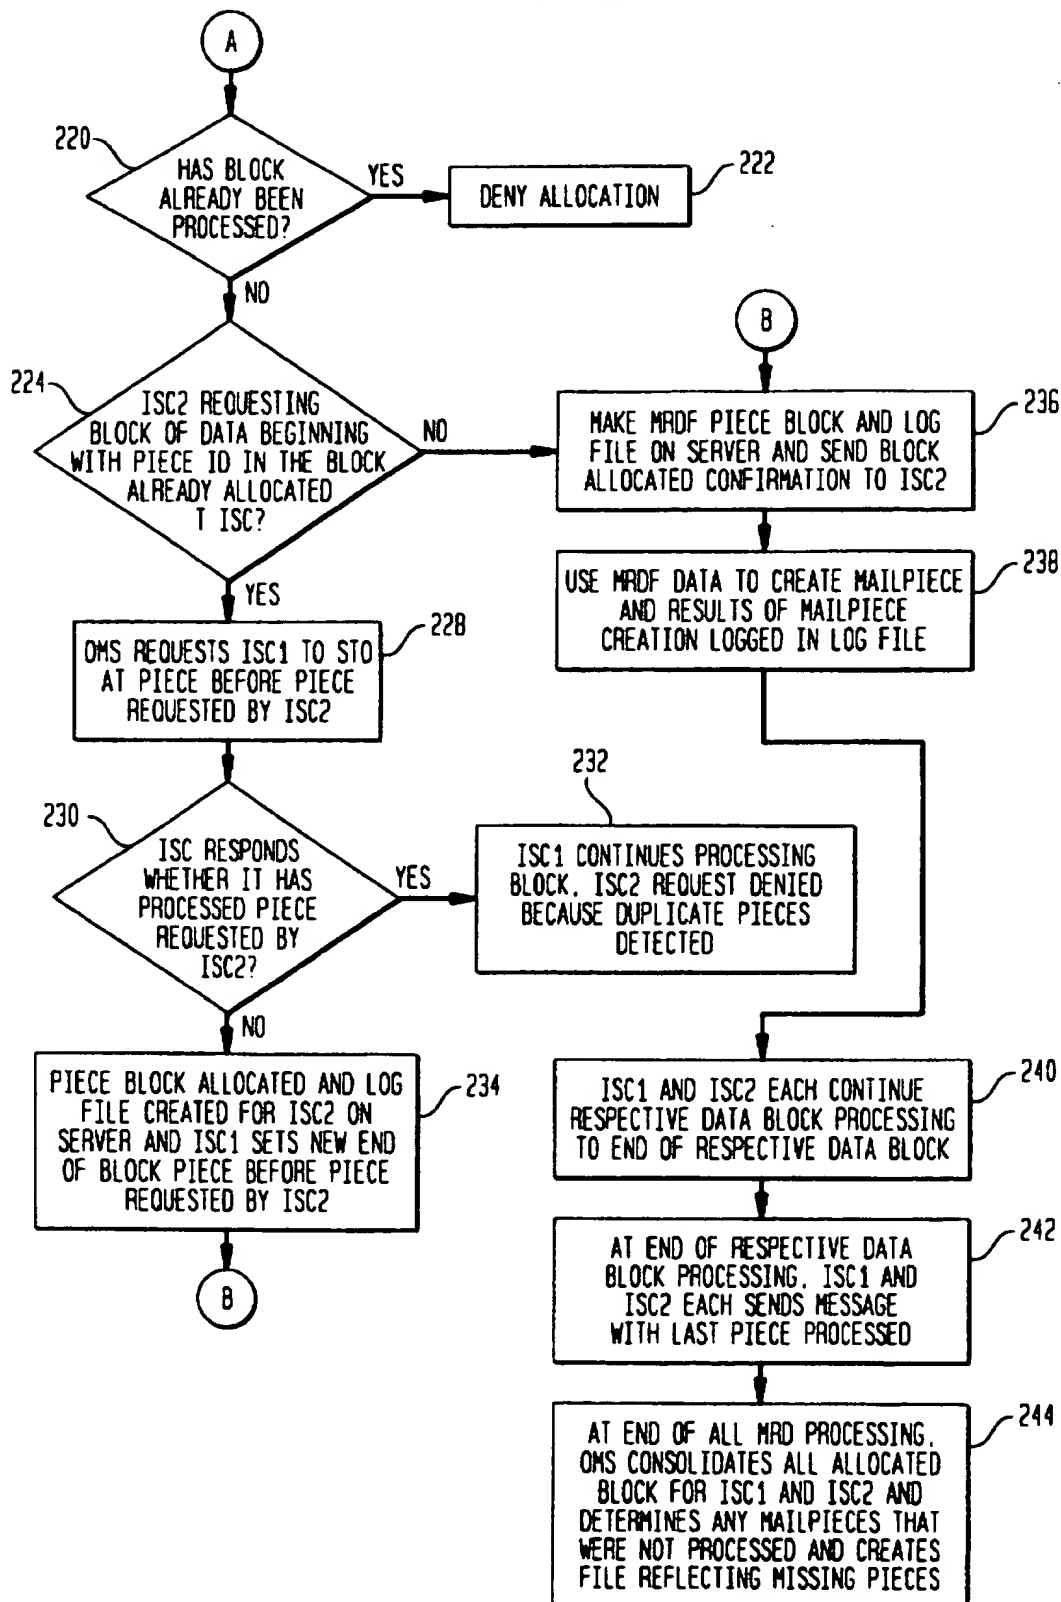 A
220
HAS BLOCK
ALREADY BEEN
PROCESSED?
YES
DENY ALLOCATION
222
NO
224
ISC2 REQUESTING
BLOCK OF DATA BEGINNING
WITH PIECE ID IN THE BLOCK
ALREADY ALLOCATED
T ISC?
NO
YES
OMS REQUESTS ISC1 TO STO
AT PIECE BEFORE PIECE
REQUESTED BY ISC2
228
230
ISC RESPONDS
WHETHER IT HAS
PROCESSED PIECE
REQUESTED BY
ISC2?
YES
232
ISC1 CONTINUES PROCESSING
BLOCK. ISC2 REQUEST DENIED
BECAUSE DUPLICATE PIECES
DETECTED
NO
PIECE BLOCK ALLOCATED AND LOG
FILE CREATED FOR ISC2 ON
SERVER AND ISC1 SETS NEW END
OF BLOCK PIECE BEFORE PIECE
REQUESTED BY ISC2
234
B
B
MAKE MRDF PIECE BLOCK AND LOG
FILE ON SERVER AND SEND BLOCK
ALLOCATED CONFIRMATION TO ISC2
236
USE MRDF DATA TO CREATE MAILPIECE
AND RESULTS OF MAILPIECE
CREATION LOGGED IN LOG FILE
238
ISC1 AND ISC2 EACH CONTINUE
RESPECTIVE DATA BLOCK PROCESSING
TO END OF RESPECTIVE DATA BLOCK
240
AT END OF RESPECTIVE DATA
BLOCK PROCESSING. ISC1 AND
ISC2 EACH SENDS MESSAGE
WITH LAST PIECE PROCESSED
242
AT END OF ALL MRD PROCESSING.
OMS CONSOLIDATES ALL ALLOCATED
BLOCK FOR ISC1 AND ISC2 AND
DETERMINES ANY MAILPIECES THAT
WERE NOT PROCESSED AND CREATES
FILE REFLECTING MISSING PIECES
244